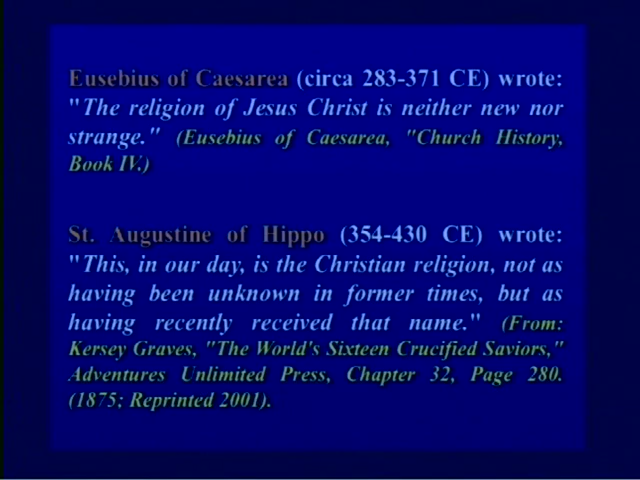 Eusebius of Caesarea (circa 283-371 CE) wrote:
"The religion of Jesus Christ is neither new nor
strange." (Eusebius of Caesarea, "Church History,
Book IV.)
St. Augustine of Hippo (354-430 CE) wrote:
"This, in our day, is the Christian religion, not as
having been unknown in former times, but as
having recently received that name." (From:
Kersey Graves, "The World's Sixteen Crucified Saviors,"
Adventures Unlimited Press, Chapter 32, Page 280.
(1875; Reprinted 2001).